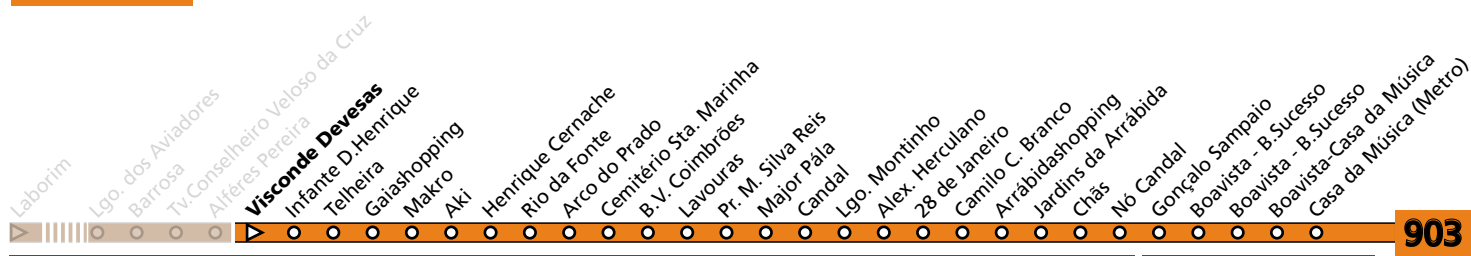 Laborim
Lgo. dos Aviadores
Barrosa
Tv.Conselheiro Veloso da Cruz
Alféres Pereira
Visconde Devesas
Infante D.Henrique
Telheira
Gaiashopping
Makro
Aki
Henrique Cernache
Rio da Fonte
Arco do Prado
Cemitério Sta. Marinha
B.V. Coimbrões
Lavouras
Pr. M. Silva Reis
Major Pála
Candal
Lgo. Montinho
Alex. Herculano
28 de Janeiro
Camilo C. Branco
Arrábidashopping
Jardins da Arrábida
Chãs
Nó Candal
Gonçalo Sampaio
Boavista - B.Sucesso
Boavista - B.Sucesso
Boavista-Casa da Música
Casa da Música (Metro)
903